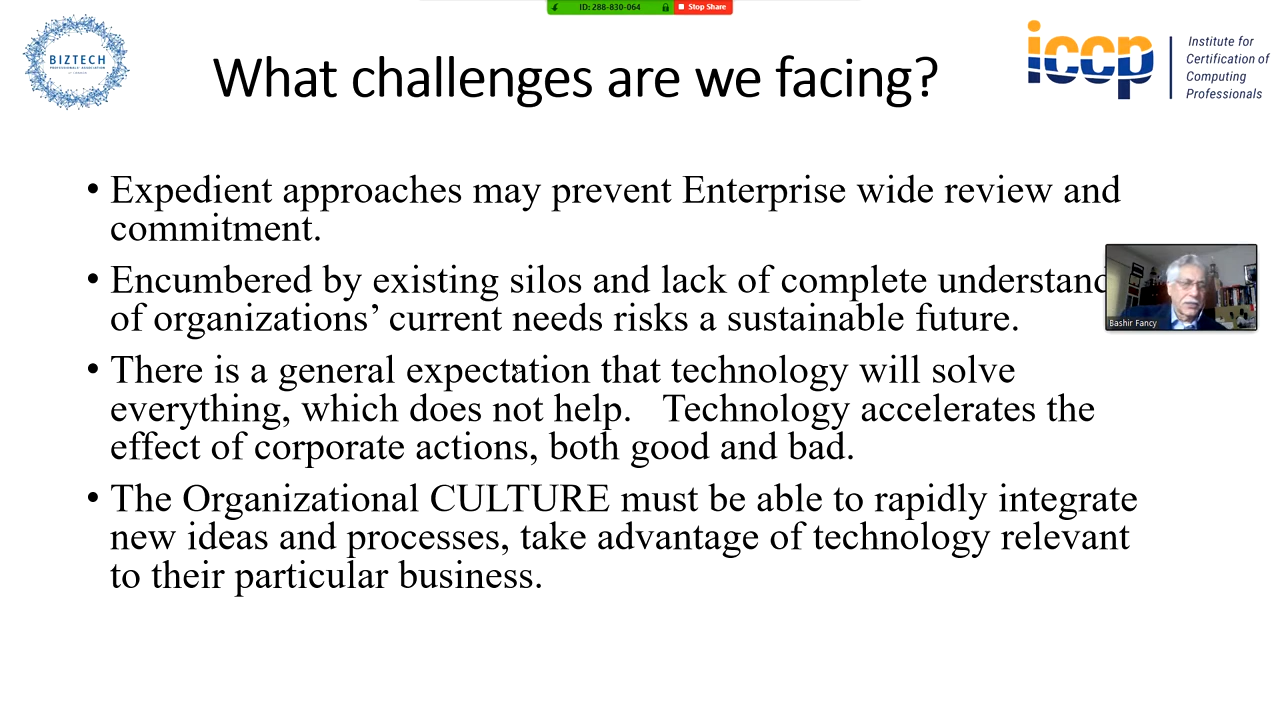 ID: 288-830-064
Stop Share
BIZTECH
What challenges are we facing?
iccp
Institute for
Certification of
Computing
Professionals
• Expedient approaches may prevent Enterprise wide review and
commitment.
• Encumbered by existing silos and lack of complete understand
of organizations’ current needs risks a sustainable future.
• There is a general expectation that technology will solve
everything, which does not help.   Technology accelerates the
effect of corporate actions, both good and bad.
• The Organizational CULTURE must be able to rapidly integrate
new ideas and processes, take advantage of technology relevant
to their particular business.
Bashir Fancy